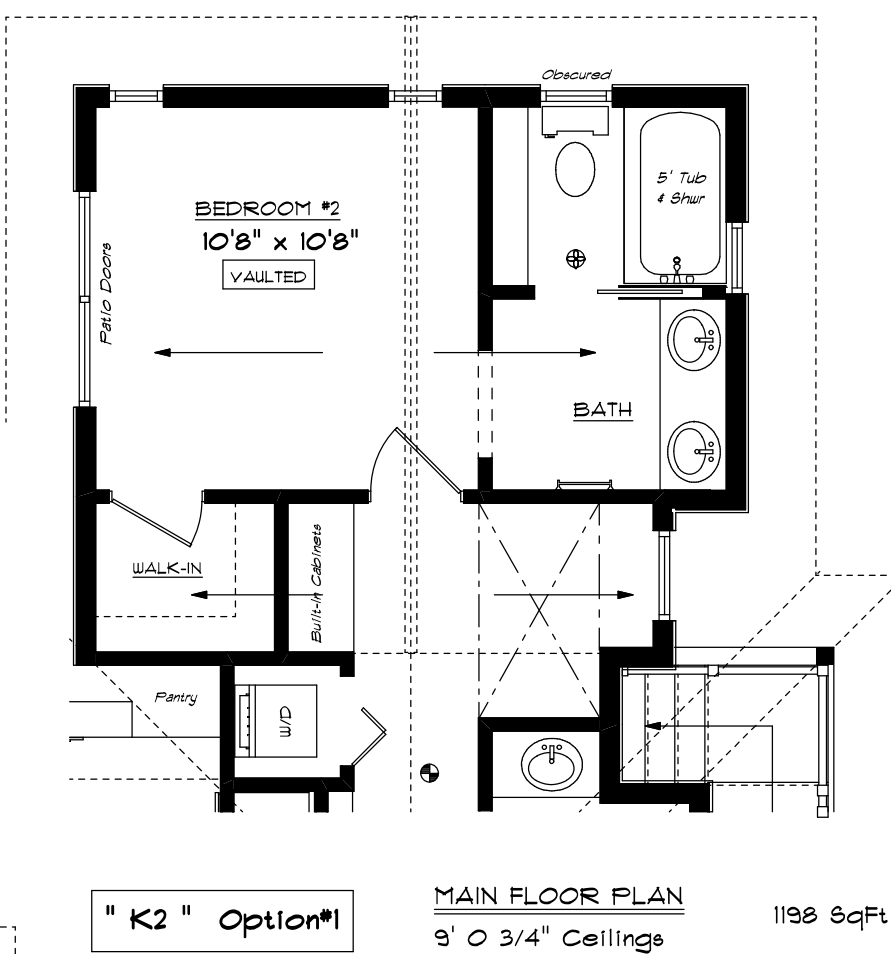 Obscured
5' Tub
& Shwr
BEDROOM #2
10'8" x 10'8"
VAULTED
Patio Doors
BATH
WALK-IN
Built-In Cabinets
Pantry
W/D
" K2 " Option#1
MAIN FLOOR PLAN
9' 0 3/4" Ceilings
1198 SqFt